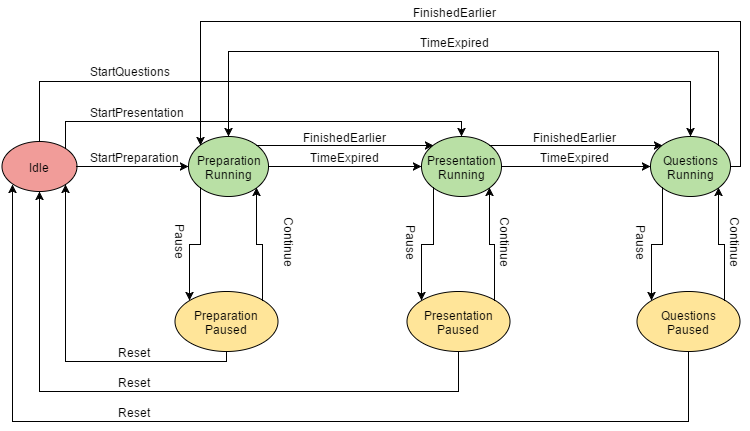 FinishedEarlier
TimeExpired
StartQuestions
StartPresentation
FinishedEarlier
FinishedEarlier
StartPreparation
TimeExpired
TimeExpired
Idle
Preparation
Running
Presentation
Running
Questions
Running
Pause
Continue
Pause
Continue
Pause
Continue
Preparation
Paused
Presentation
Paused
Questions
Paused
Reset
Reset
Reset